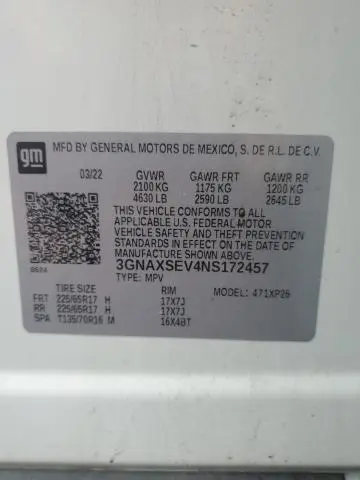 gm
MFD BY GENERAL MOTORS DE MEXICO, S. DE R.L. DE C.V.
03/22 GVWR GAWR FRT GAWR RR
2100 KG 1175 KG 1200 KG
4630 LB 2590 LB 2645 LB
THIS VEHICLE CONFORMS TO ALL
APPLICABLE U.S. FEDERAL MOTOR
VEHICLE SAFETY AND THEFT PREVENTION
STANDARDS IN EFFECT ON THE DATE OF
MANUFACTURE SHOWN ABOVE.
3GNAXSEV4NS172457
TYPE: MPV MODEL: 471XP26
TIRE SIZE RIM
FRT 225/65R17 H 17X7J
RR 225/65R17 H 17X7J
SPA T135/70R16 M 16X4BT